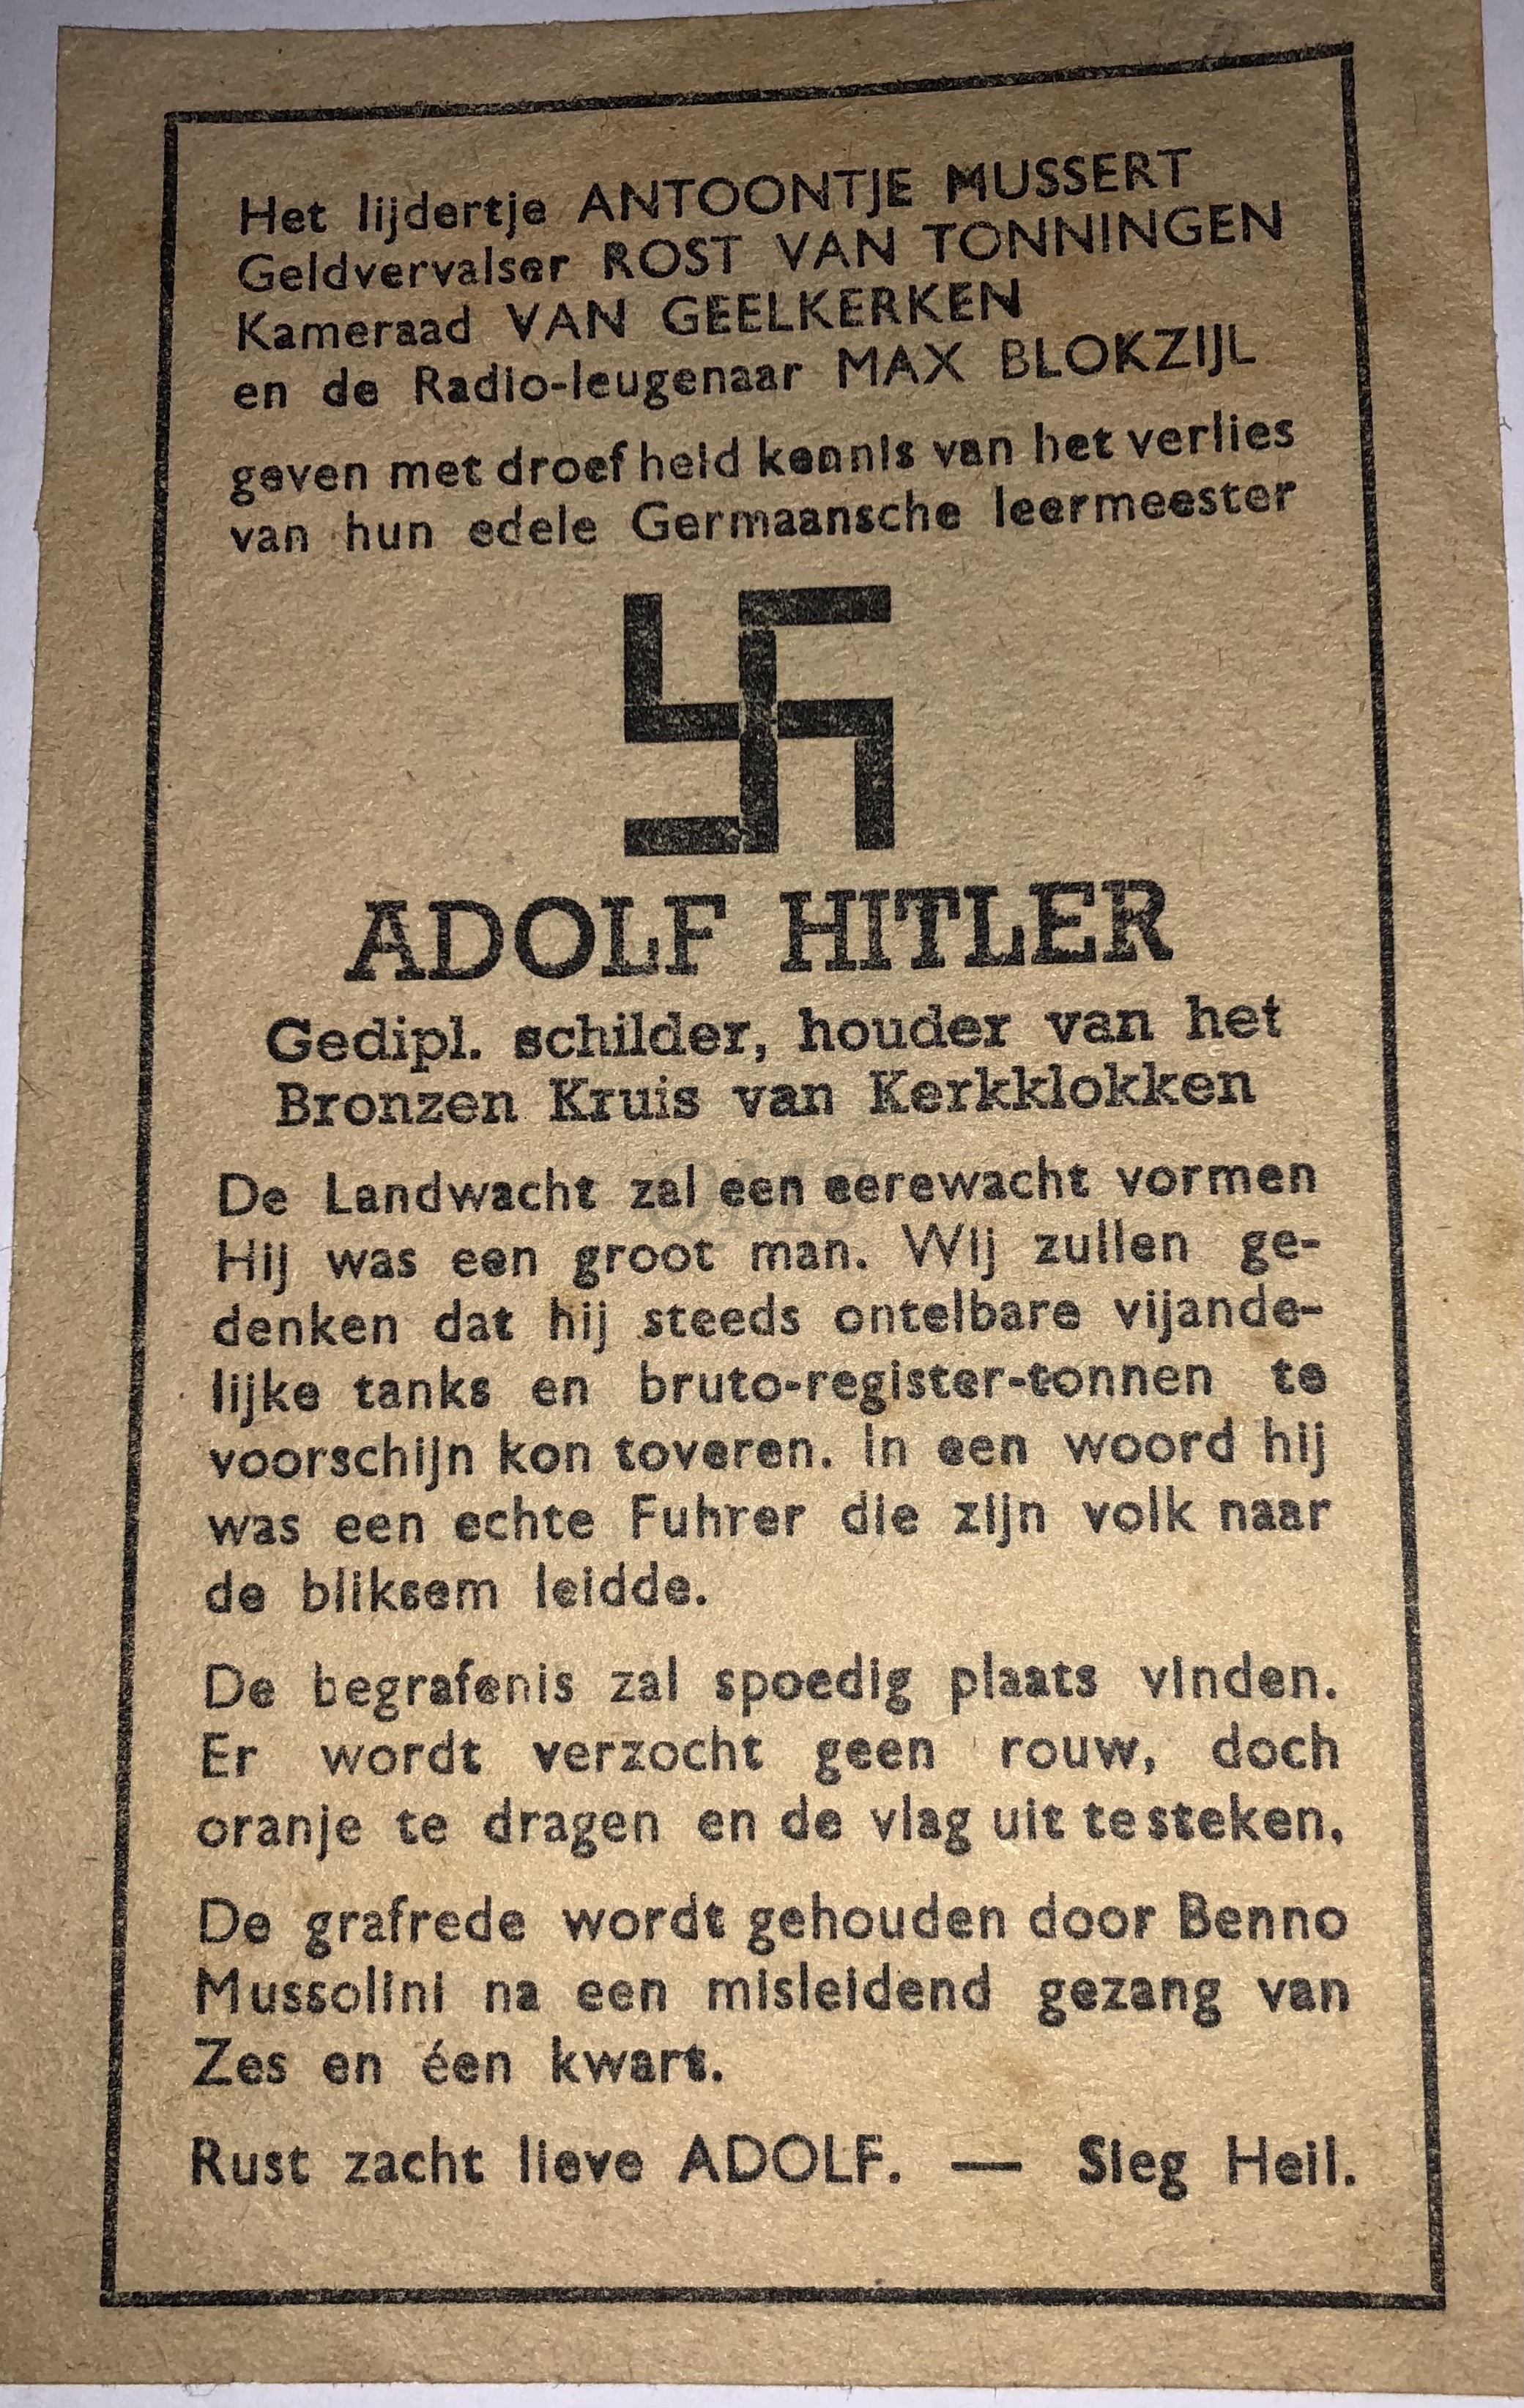 Het lijdertje ANTOONTJE MUSSERT
Geldvervalser ROST VAN TONNINGEN
Kameraad VAN GEELKERKEN
en de Radio-leugenaar MAX BLOKZIJL
geven met droefheid kennis van het verlies
van hun edele Germaansche leermeester
ADOLF HITLER
Gedipl. schilder, houder van het
Bronzen Kruis van Kerkklokken
De Landwacht zal een eerewacht vormen
OMS
Hij was een groot man. Wij zullen ge-
denken dat hij steeds ontelbare vijande-
lijke tanks en bruto-register-tonnen te
voorschijn kon toveren. In een woord hij
was een echte Fuhrer die zijn volk naar
de bliksem leidde.
De begrafenis zal spoedig plaats vinden.
Er wordt verzocht geen rouw, doch
oranje te dragen en de vlag uit te steken,
De grafrede wordt gehouden door Benno
Mussolini na een misleidend gezang van
Zes en éen kwart.
Rust zacht lieve ADOLF. — Sieg Heil.